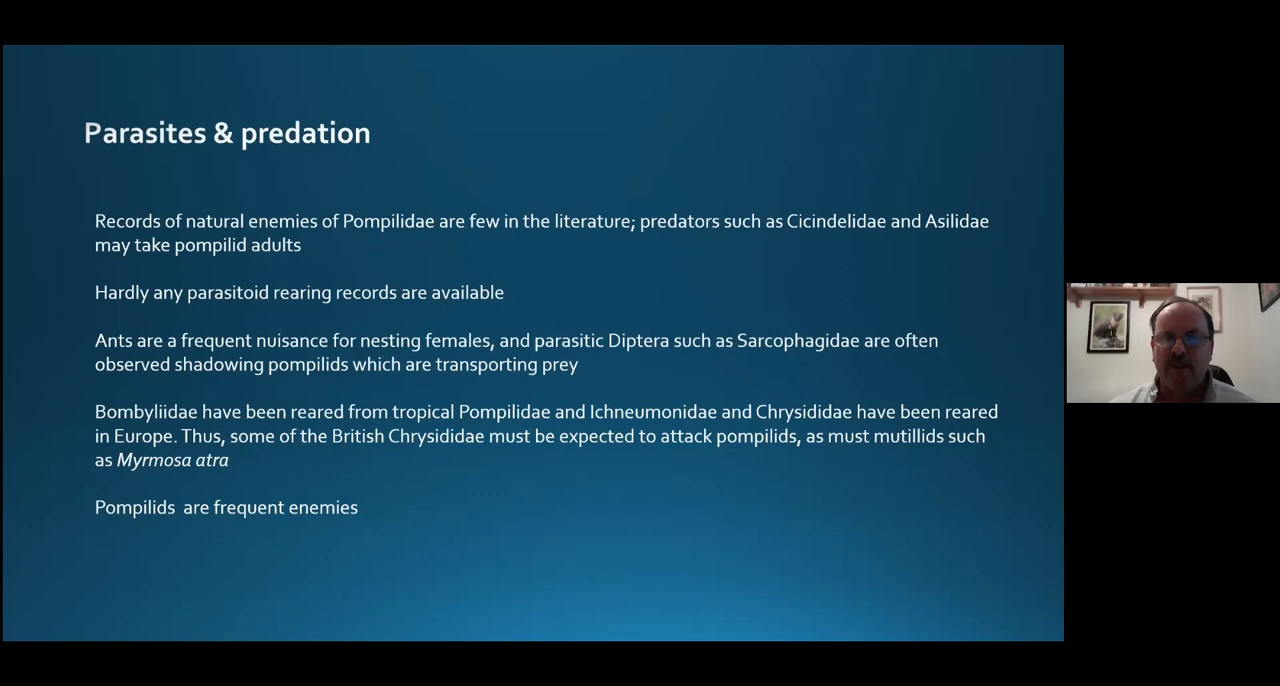 Parasites & predation
Records of natural enemies of Pompilidae are few in the literature; predators such as Cicindelidae and Asilidae
may take pompilid adults
Hardly any parasitoid rearing records are available
Ants are a frequent nuisance for nesting females, and parasitic Diptera such as Sarcophagidae are often
observed shadowing pompilids which are transporting prey
Bombyliidae have been reared from tropical Pompilidae and Ichneumonidae and Chrysididae have been reared
in Europe. Thus, some of the British Chrysididae must be expected to attack pompilids, as must mutillids such
as Myrmosa atra
Pompilids  are frequent enemies